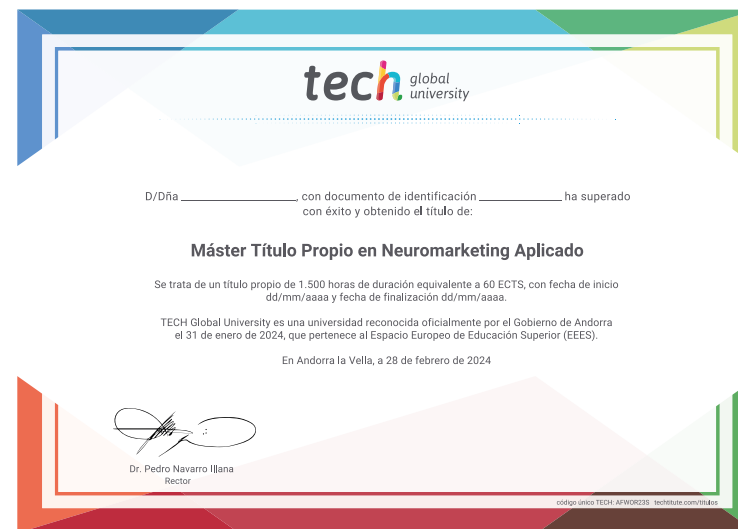 tech global
university
D/Dña ____________________, con documento de identificación ______________ ha superado
con éxito y obtenido el título de:
Máster Título Propio en Neuromarketing Aplicado
Se trata de un título propio de 1.500 horas de duración equivalente a 60 ECTS, con fecha de inicio
dd/mm/aaaa y fecha de finalización dd/mm/aaaa.
TECH Global University es una universidad reconocida oficialmente por el Gobierno de Andorra
el 31 de enero de 2024, que pertenece al Espacio Europeo de Educación Superior (EEES).
En Andorra la Vella, a 28 de febrero de 2024
Dr. Pedro Navarro Illana
Rector
código único TECH: AFWOR23S techtitute.com/titulos